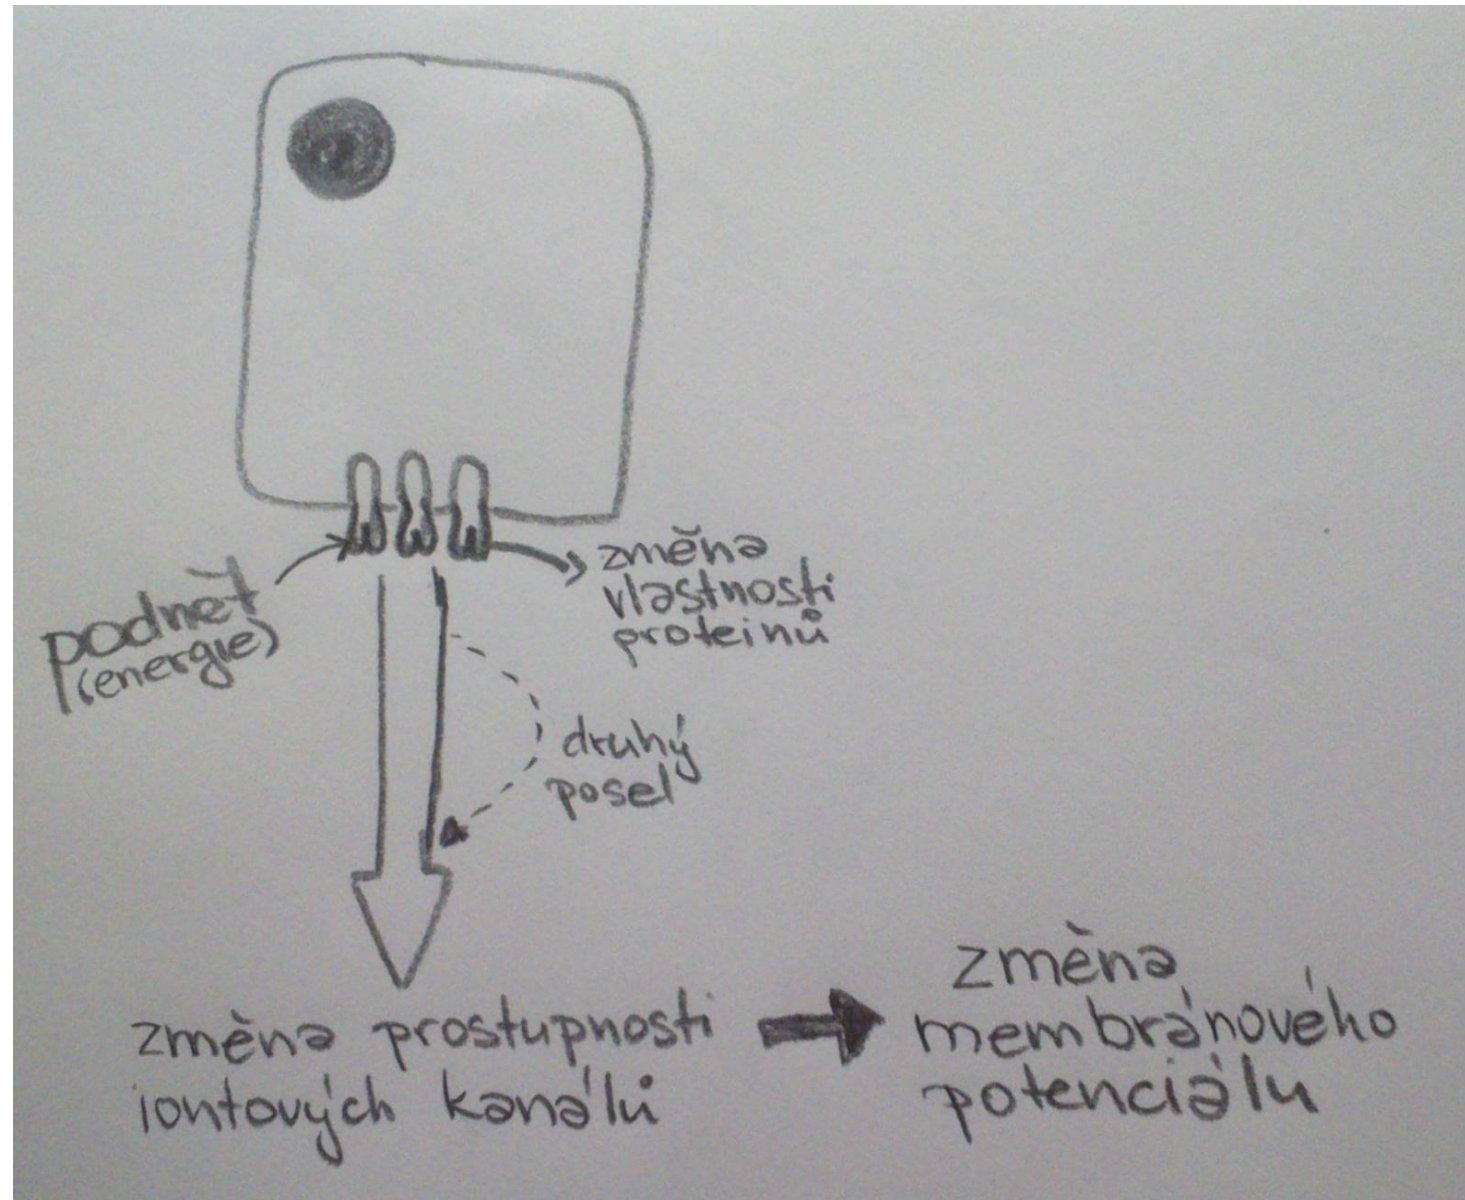 podnět
(energie)
změna
vlastnosti
proteinů
druhý
posel
změna prostupnosti
iontových kanálů
změna
membránového
potenciálu